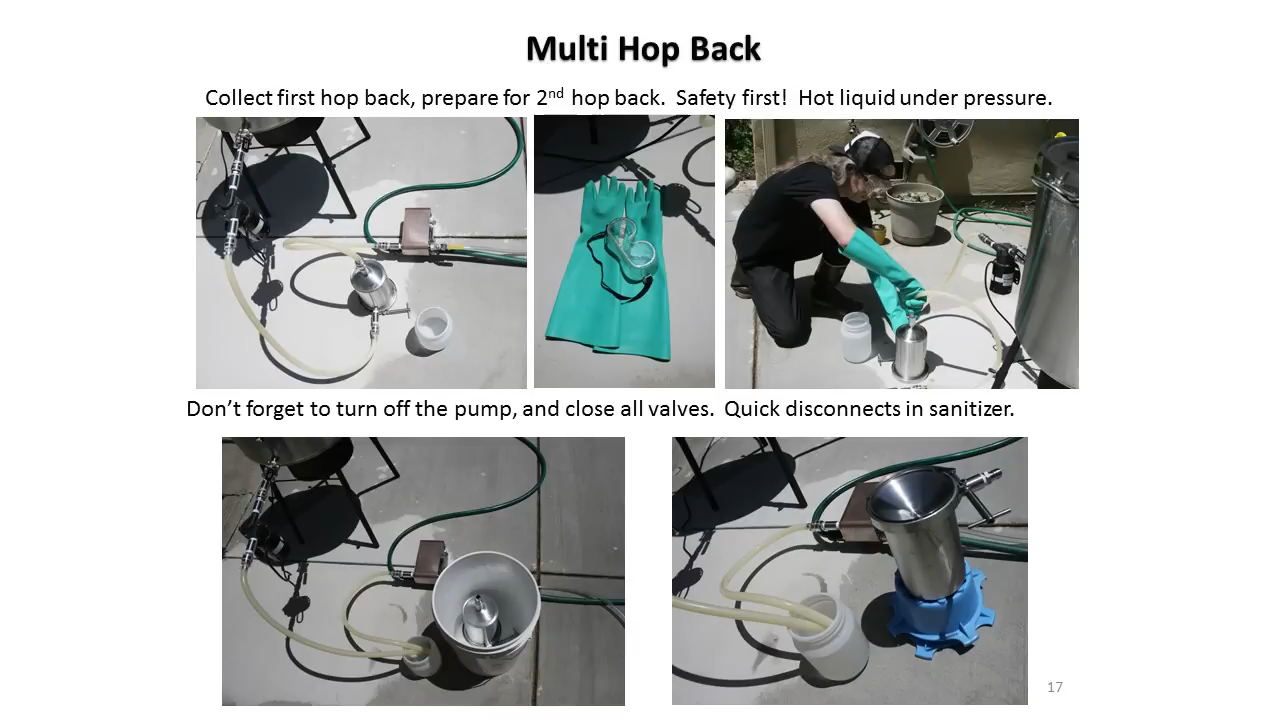 Multi Hop Back
Collect first hop back, prepare for 2nd hop back.  Safety first!  Hot liquid under pressure.
Don’t forget to turn off the pump, and close all valves.  Quick disconnects in sanitizer.
17